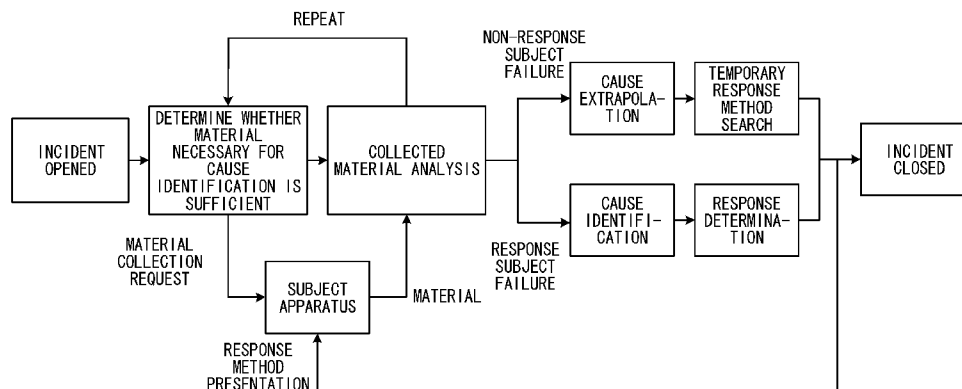 REPEAT
NON-RESPONSE
SUBJECT
FAILURE
CAUSE
EXTRAPOLA-
TION
TEMPORARY
RESPONSE
METHOD
SEARCH
INCIDENT
OPENED
DETERMINE WHETHER
MATERIAL
NECESSARY FOR
CAUSE
IDENTIFICATION IS
SUFFICIENT
COLLECTED
MATERIAL ANALYSIS
INCIDENT
CLOSED
CAUSE
IDENTIFI-
CATION
RESPONSE
DETERMINA-
TION
MATERIAL
COLLECTION
REQUEST
RESPONSE
SUBJECT
FAILURE
SUBJECT
APPARATUS
MATERIAL
RESPONSE
METHOD
PRESENTATION